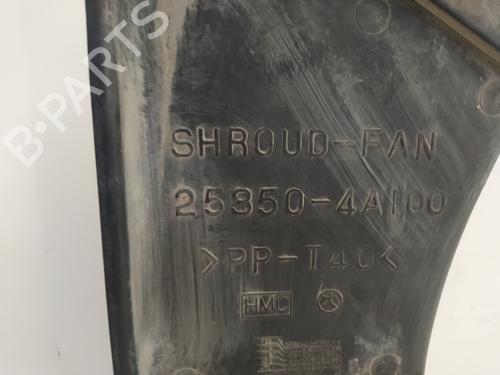 B-PARTS
SHROUD-FAN
25350-4A100
>PP-T40<
HMC